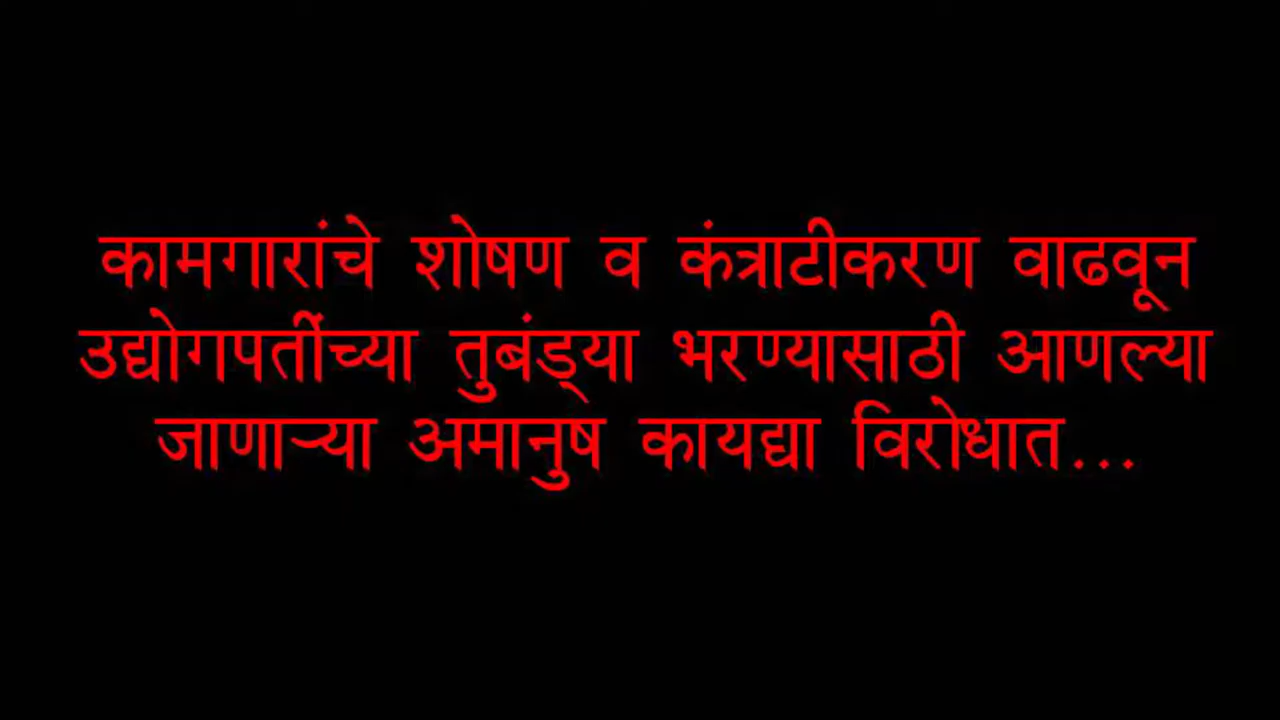 कामगारांचे शोषण व कंत्राटीकरण वाढवून
उद्योगपतींच्या तुबंड्या भरण्यासाठी आणल्या
जाणाऱ्या अमानुष कायद्या विरोधात...